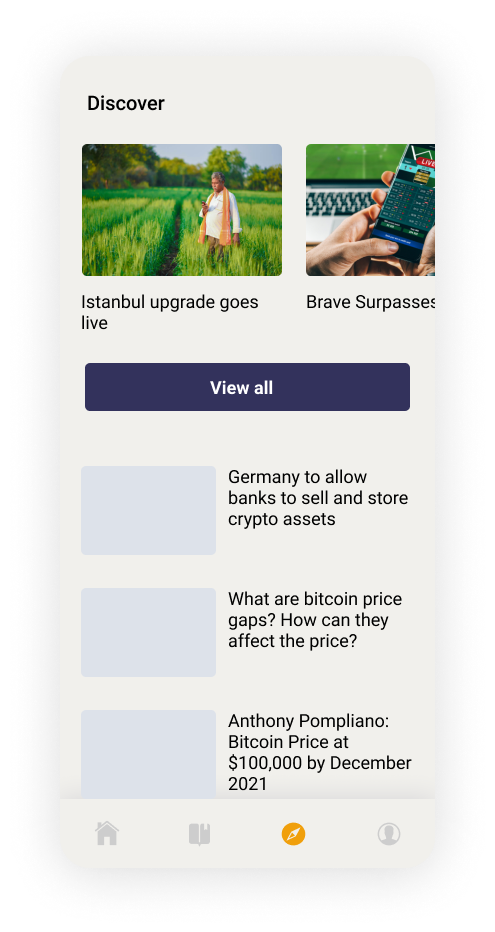 Discover
LIVE
Istanbul upgrade goes
live
Brave Surpasses
View all
Germany to allow
banks to sell and store
crypto assets
What are bitcoin price
gaps? How can they
affect the price?
Anthony Pompliano:
Bitcoin Price at
$100,000 by December
2021